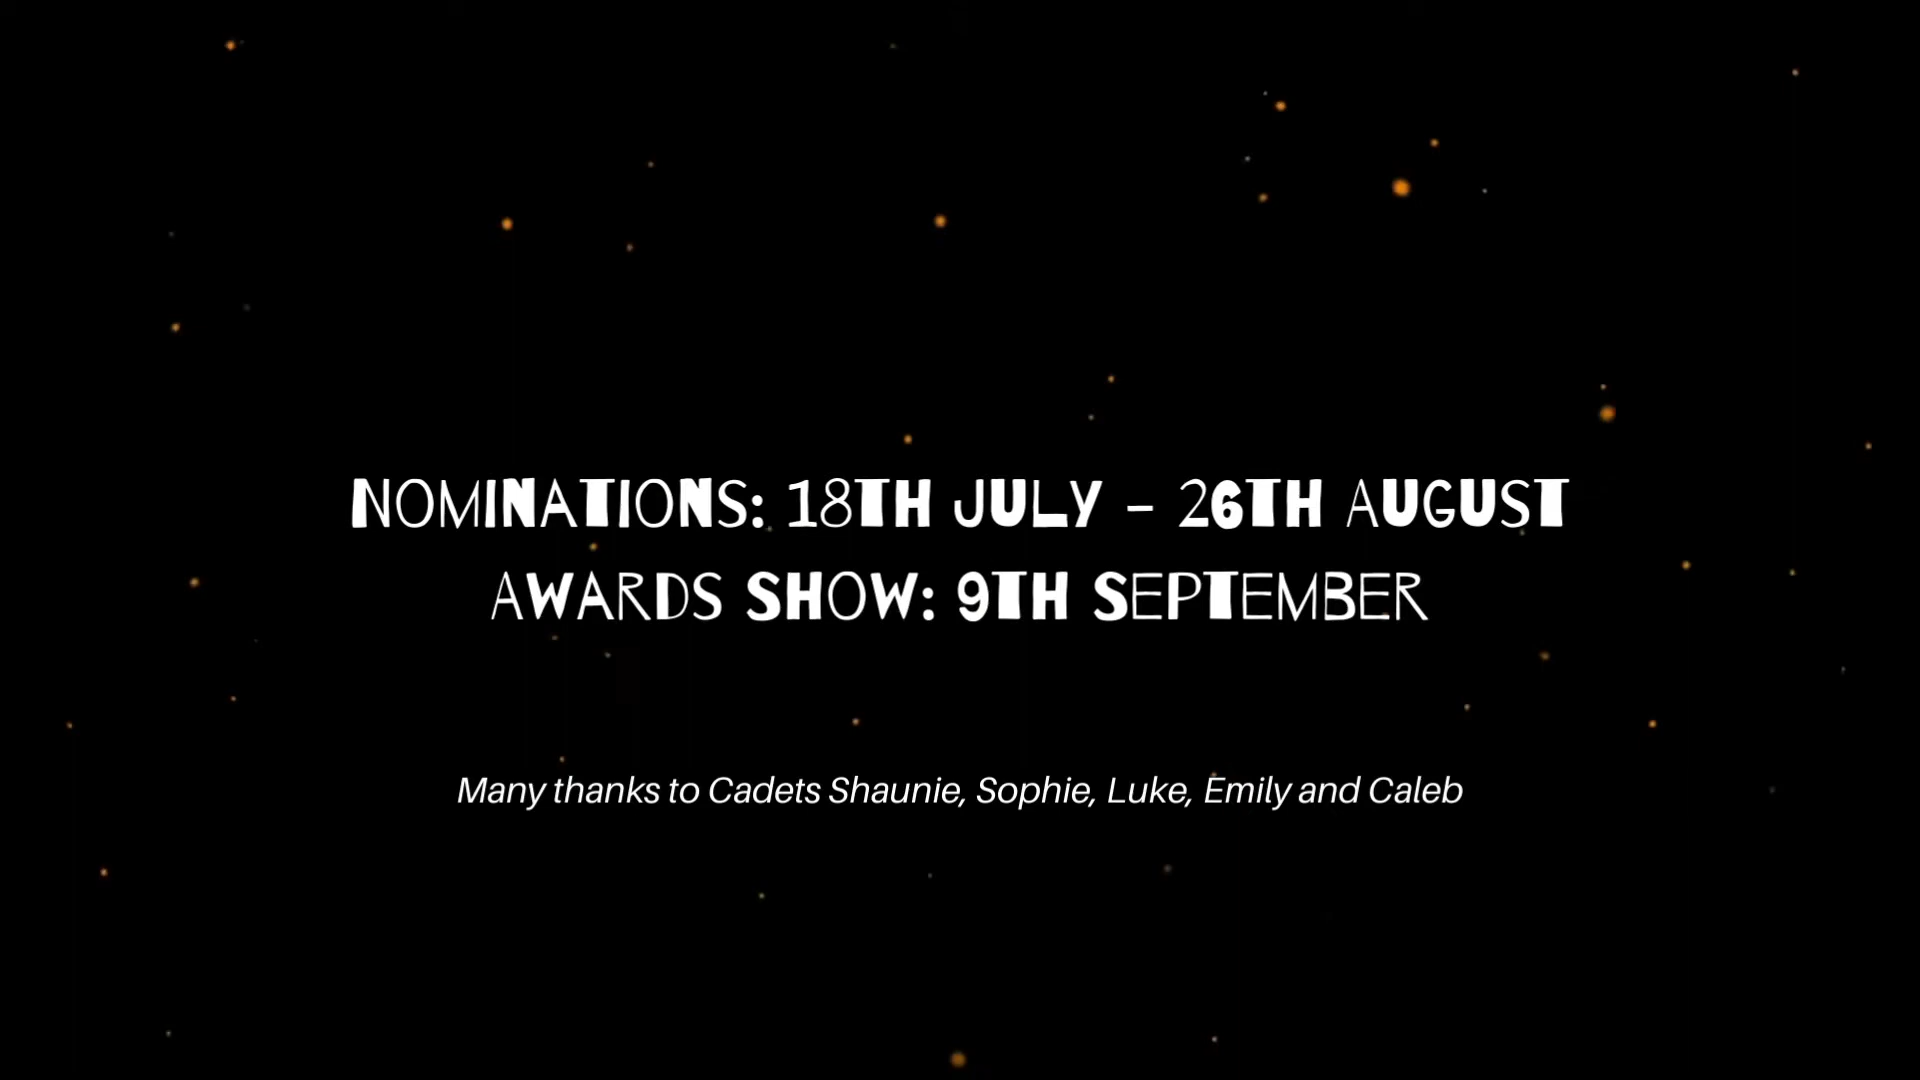 NOMINATIONS: 18TH JULY - 26TH AUGUST
AWARDS SHOW: 9TH SEPTEMBER
Many thanks to Cadets Shaunie, Sophie, Luke, Emily and Caleb